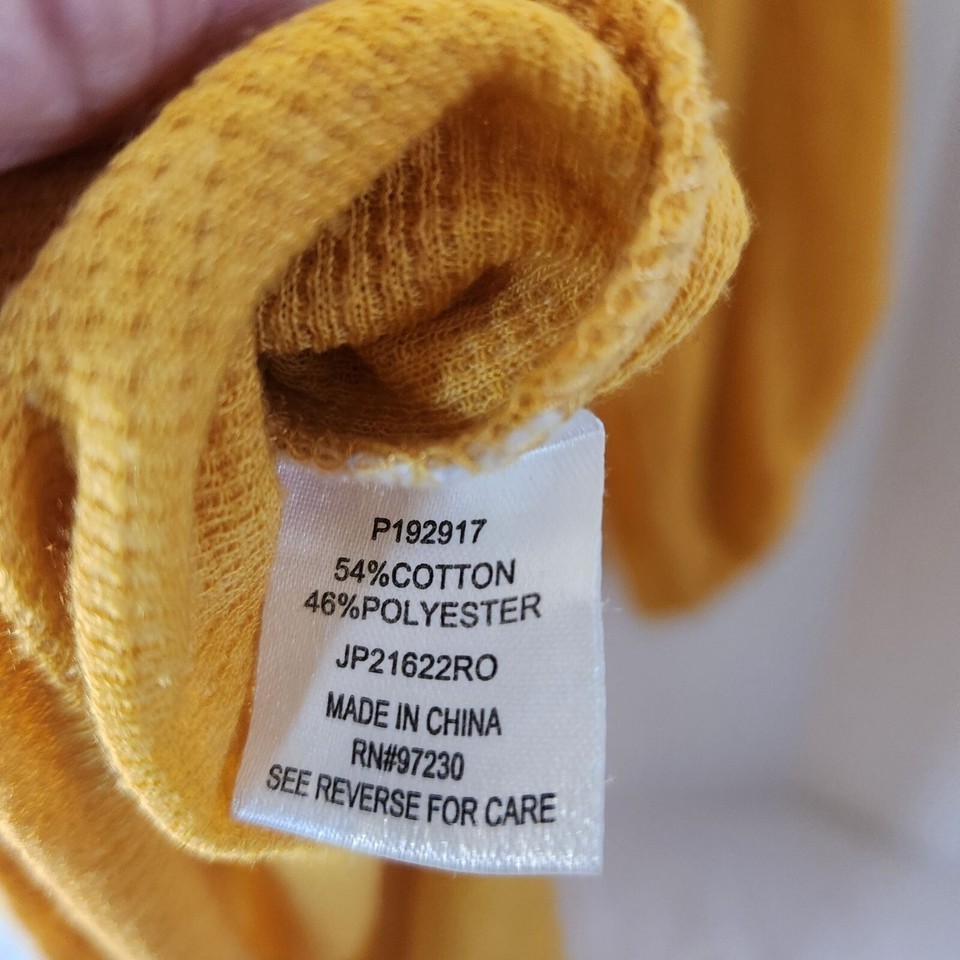 P192917
54%COTTON
46%POLYESTER
JP21622RO
MADE IN CHINA
RN#97230
SEE REVERSE FOR CARE